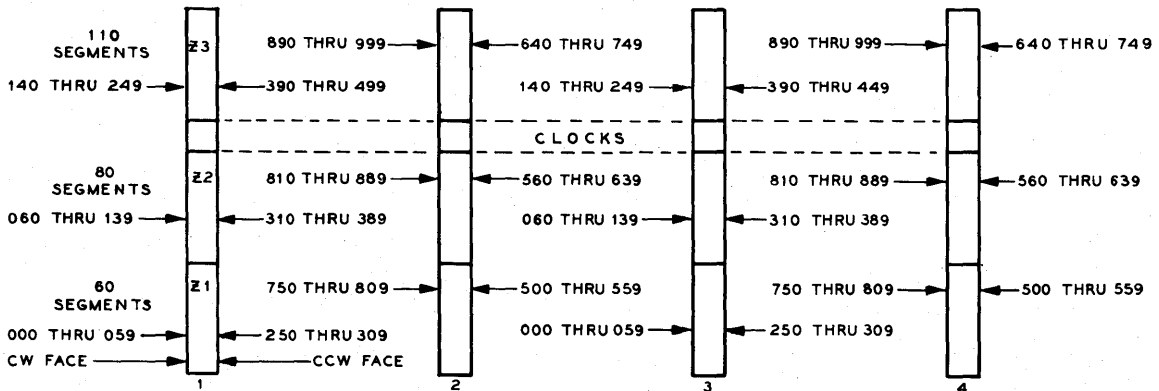 110
SEGMENTS
Z3
890 THRU 999
640 THRU 749
890 THRU 999
640 THRU 749
140 THRU 249
390 THRU 499
140 THRU 249
390 THRU 449
CLOCKS
80
SEGMENTS
Z2
810 THRU 889
560 THRU 639
810 THRU 889
560 THRU 639
060 THRU 139
310 THRU 389
060 THRU 139
310 THRU 389
60
SEGMENTS
Z1
750 THRU 809
500 THRU 559
750 THRU 809
500 THRU 559
000 THRU 059
250 THRU 309
000 THRU 059
250 THRU 309
CW FACE
CCW FACE
1
2
3
4